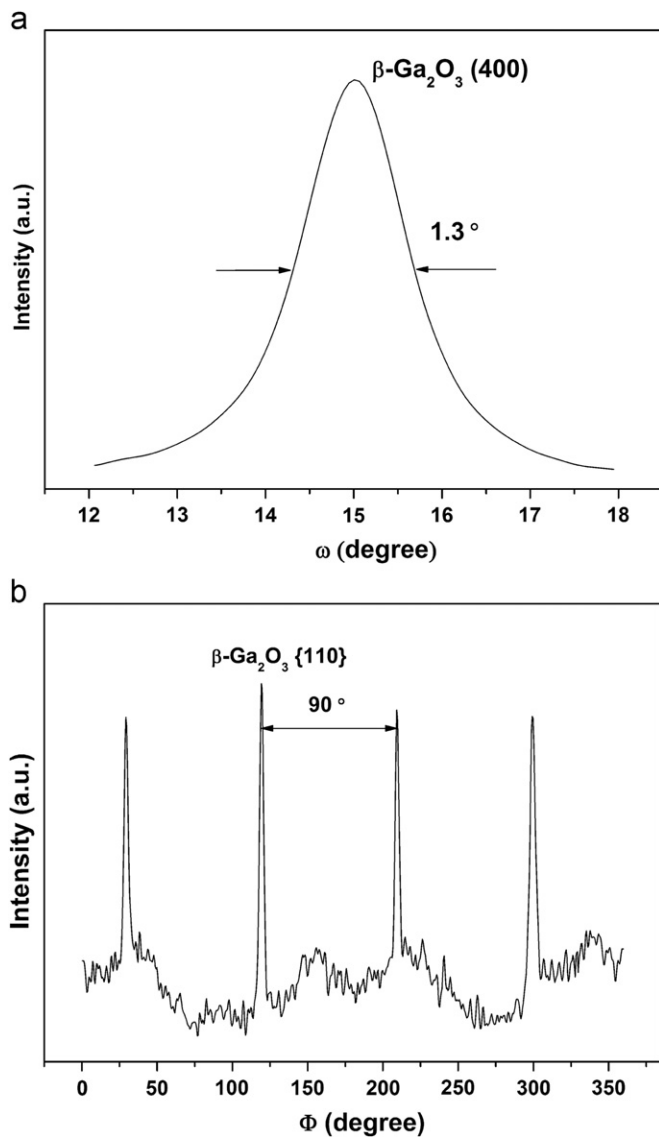 a
β-Ga₂O₃ (400)
1.3 °
Intensity (a.u.)
12 13 14 15 16 17 18
ω (degree)
b
β-Ga₂O₃ {110}
90 °
Intensity (a.u.)
0 50 100 150 200 250 300 350
Φ (degree)